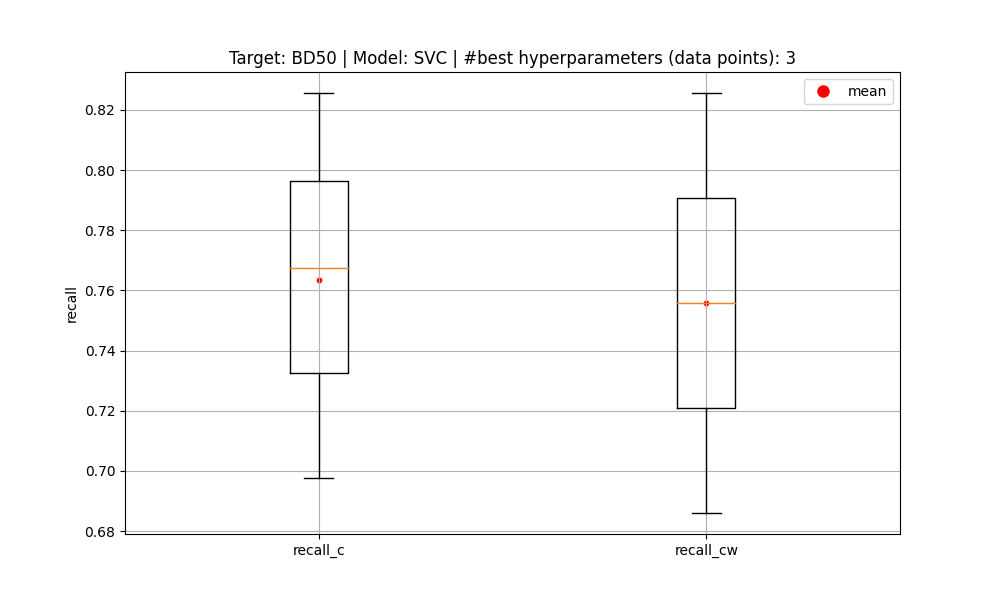 Target: BD50 | Model: SVC | #best hyperparameters (data points): 3
mean
0.82
0.80
0.78
0.76
0.74
0.72
0.70
0.68
recall
recall_c
recall_cw